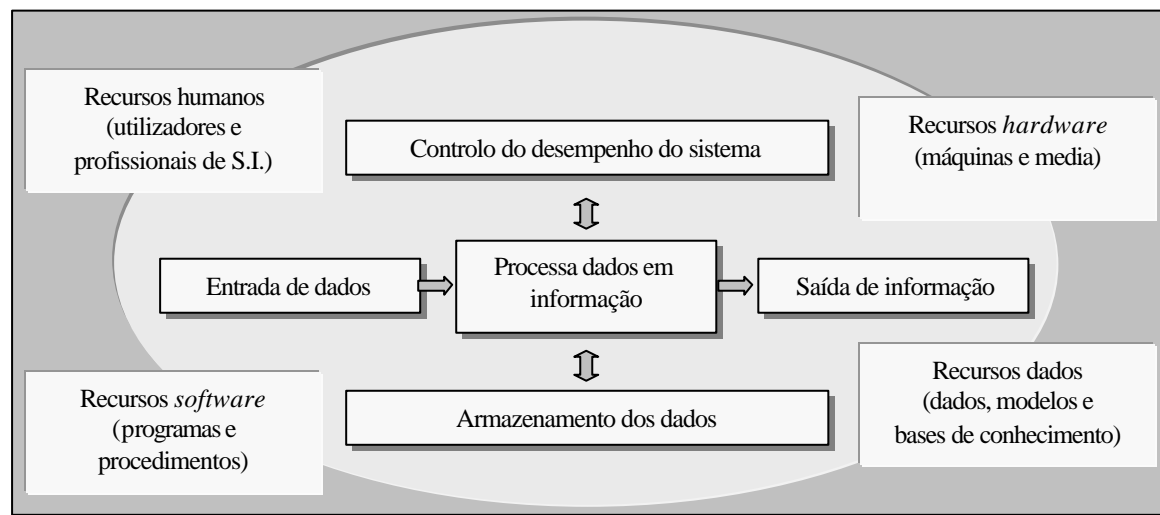 Recursos humanos
(utilizadores e
profissionais de S.I.)
Controlo do desempenho do sistema
Recursos hardware
(máquinas e media)
Entrada de dados
Processa dados em
informação
Saída de informação
Recursos software
(programas e
procedimentos)
Armazenamento dos dados
Recursos dados
(dados, modelos e
bases de conhecimento)